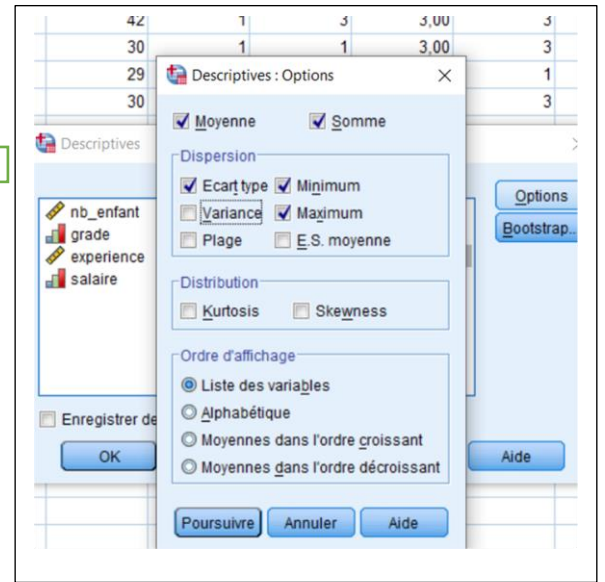 42 1 3 3,00 3
30 1 1 3,00 3
29 1
30 3
Descriptives : Options
Moyenne Somme
Dispersion
Ecart type Minimum
Variance Maximum
Plage E.S. moyenne
Distribution
Kurtosis Skewness
Ordre d'affichage
Liste des variables
Alphabétique
Moyennes dans l'ordre croissant
Moyennes dans l'ordre décroissant
Poursuivre Annuler Aide
Descriptives
nb_enfant
grade
experience
salaire
Options
Bootstrap..
Enregistrer de
OK Aide